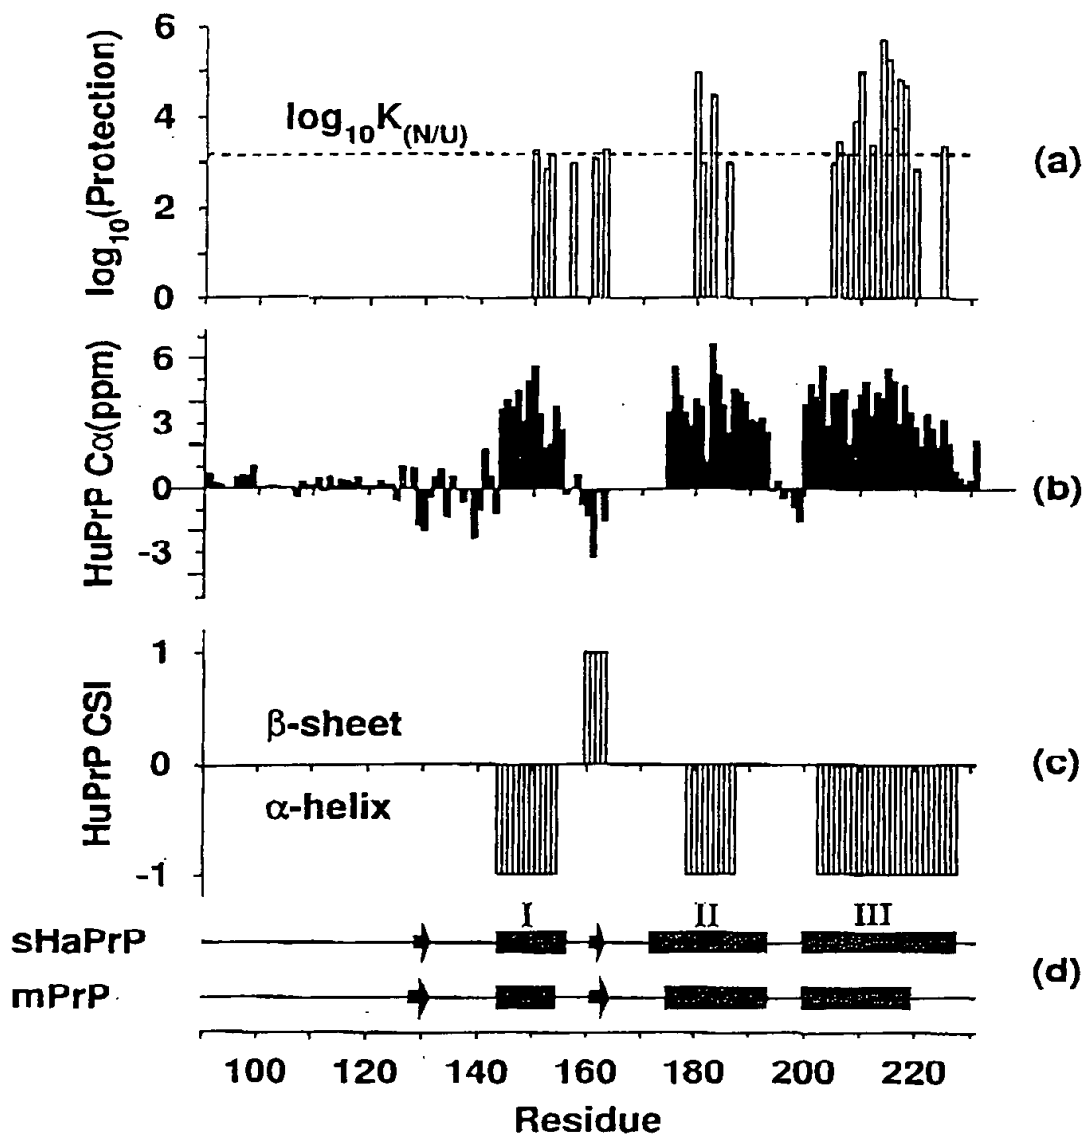 6
4
2
0
log10(Protection)
log10K(N/U)
(a)
6
3
0
-3
HuPrP Cα(ppm)
(b)
1
0
-1
HuPrP CSI
β-sheet
α-helix
(c)
I II III
sHaPrP
mPrP
(d)
100 120 140 160 180 200 220
Residue